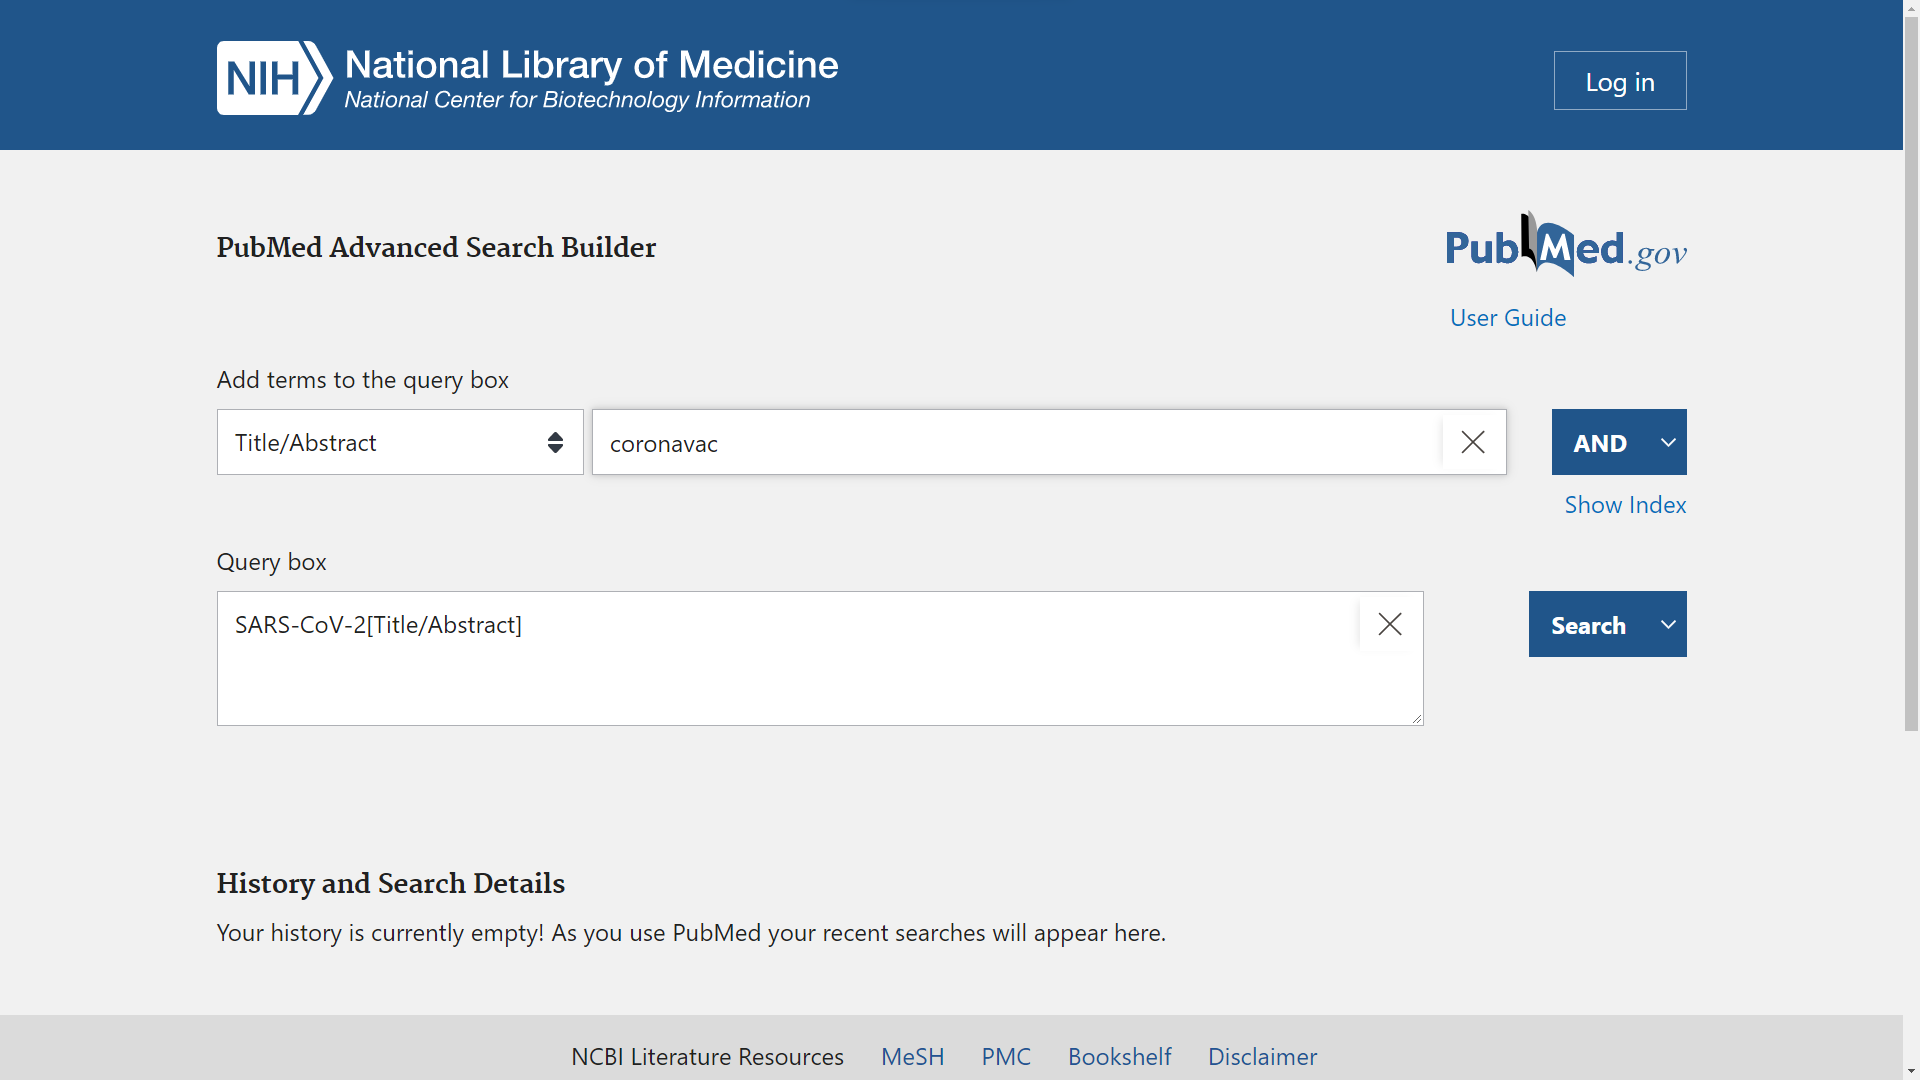 NIH National Library of Medicine
National Center for Biotechnology Information
Log in
PubMed Advanced Search Builder
PubMed.gov
User Guide
Add terms to the query box
Title/Abstract
coronavac
AND
Show Index
Query box
SARS-CoV-2[Title/Abstract]
Search
History and Search Details
Your history is currently empty! As you use PubMed your recent searches will appear here.
NCBI Literature Resources MeSH PMC Bookshelf Disclaimer